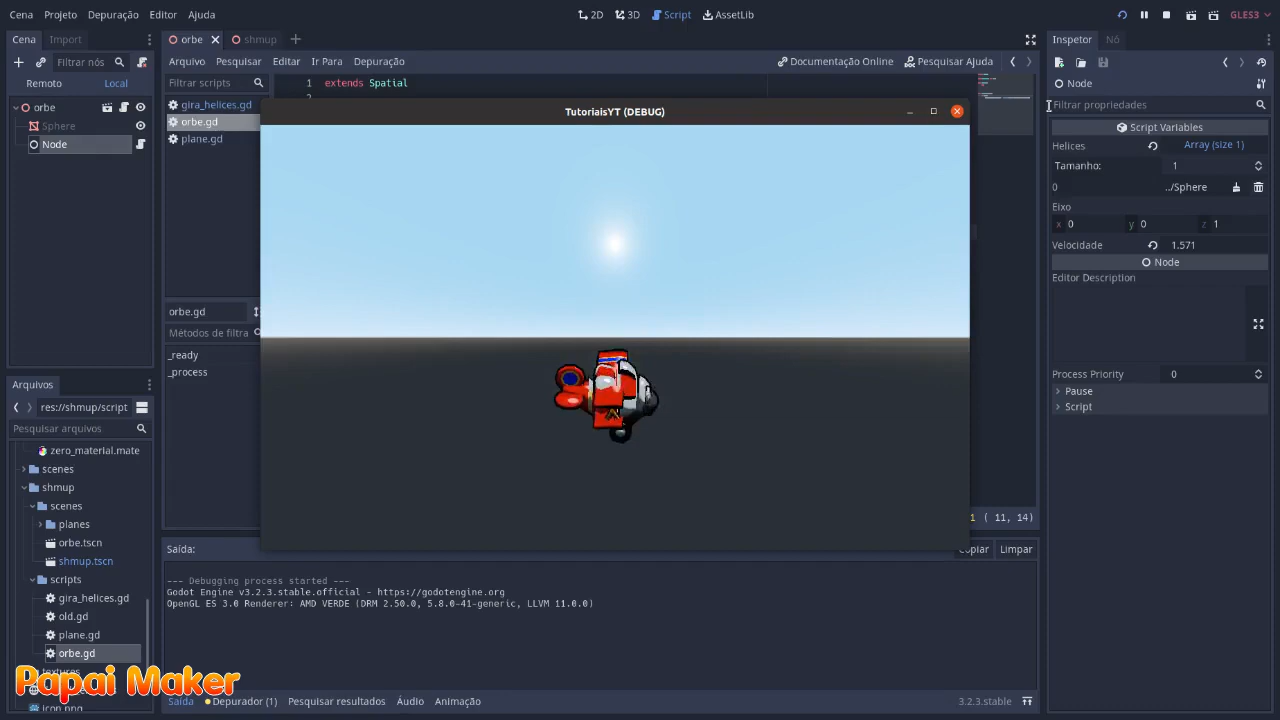 Cena Projeto Depuração Editor Ajuda
2D 3D Script AssetLib
GLES3
Cena Import
Filtrar nós
Remoto Local
orbe
Sphere
Node
orbe shmup
Arquivo Pesquisar Editar Ir Para Depuração
Documentação Online Pesquisar Ajuda
Filtrar scripts
gira_helices.gd
orbe.gd
plane.gd
1 extends Spatial
2
TutoriaisYT (DEBUG)
orbe.gd
Métodos de filtra
_ready
_process
1 ( 11, 14)
Arquivos
res://shmup/script
Pesquisar arquivos
zero_material.mate
scenes
shmup
scenes
planes
orbe.tscn
shmup.tscn
scripts
gira_helices.gd
old.gd
plane.gd
orbe.gd
textures
icon.png
Papai Maker
Saída:
Copiar Limpar
--- Debugging process started ---
Godot Engine v3.2.3.stable.official - https://godotengine.org
OpenGL ES 3.0 Renderer: AMD VERDE (DRM 2.50.0, 5.8.0-41-generic, LLVM 11.0.0)
Saída Depurador (1) Pesquisar resultados Áudio Animação
3.2.3.stable
Inspetor Nó
Node
Filtrar propriedades
Script Variables
Helices Array (size 1)
Tamanho: 1
0 ../Sphere
Eixo
x 0 y 0 z 1
Velocidade 1.571
Node
Editor Description
Process Priority 0
Pause
Script